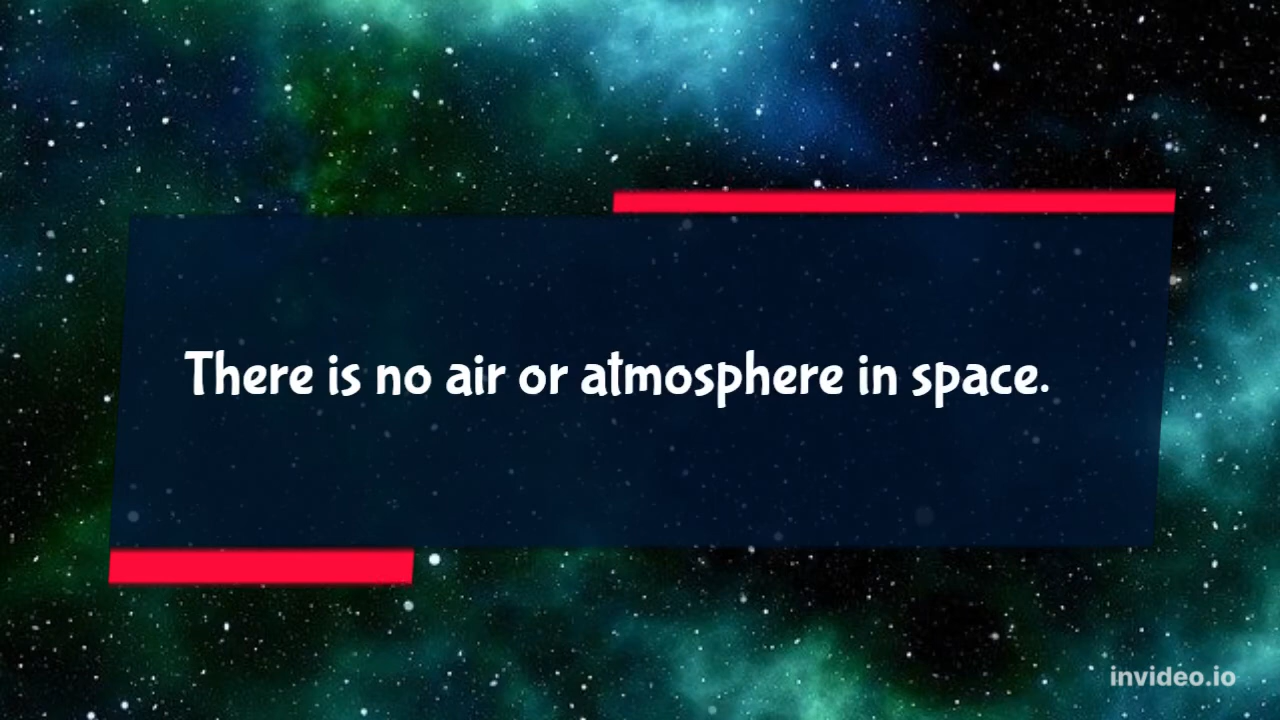 There is no air or atmosphere in space.
invideo.io